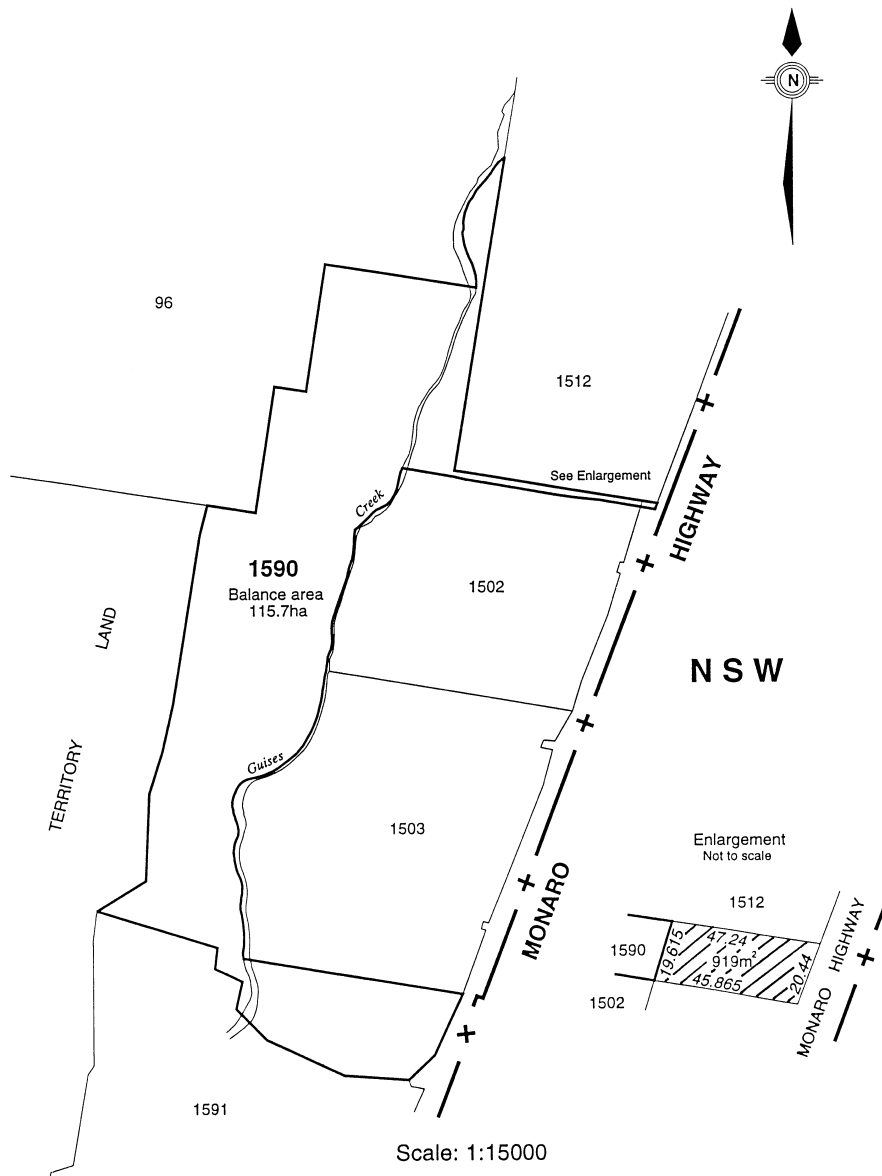 N
96
1512
See Enlargement
HIGHWAY
Creek
1590
Balance area
115.7ha
1502
LAND
NSW
Guises
TERRITORY
1503
MONARO
Enlargement
Not to scale
1512
1590
19.615
47.24
919m²
45.865
20.44
HIGHWAY
1502
MONARO
1591
Scale: 1:15000